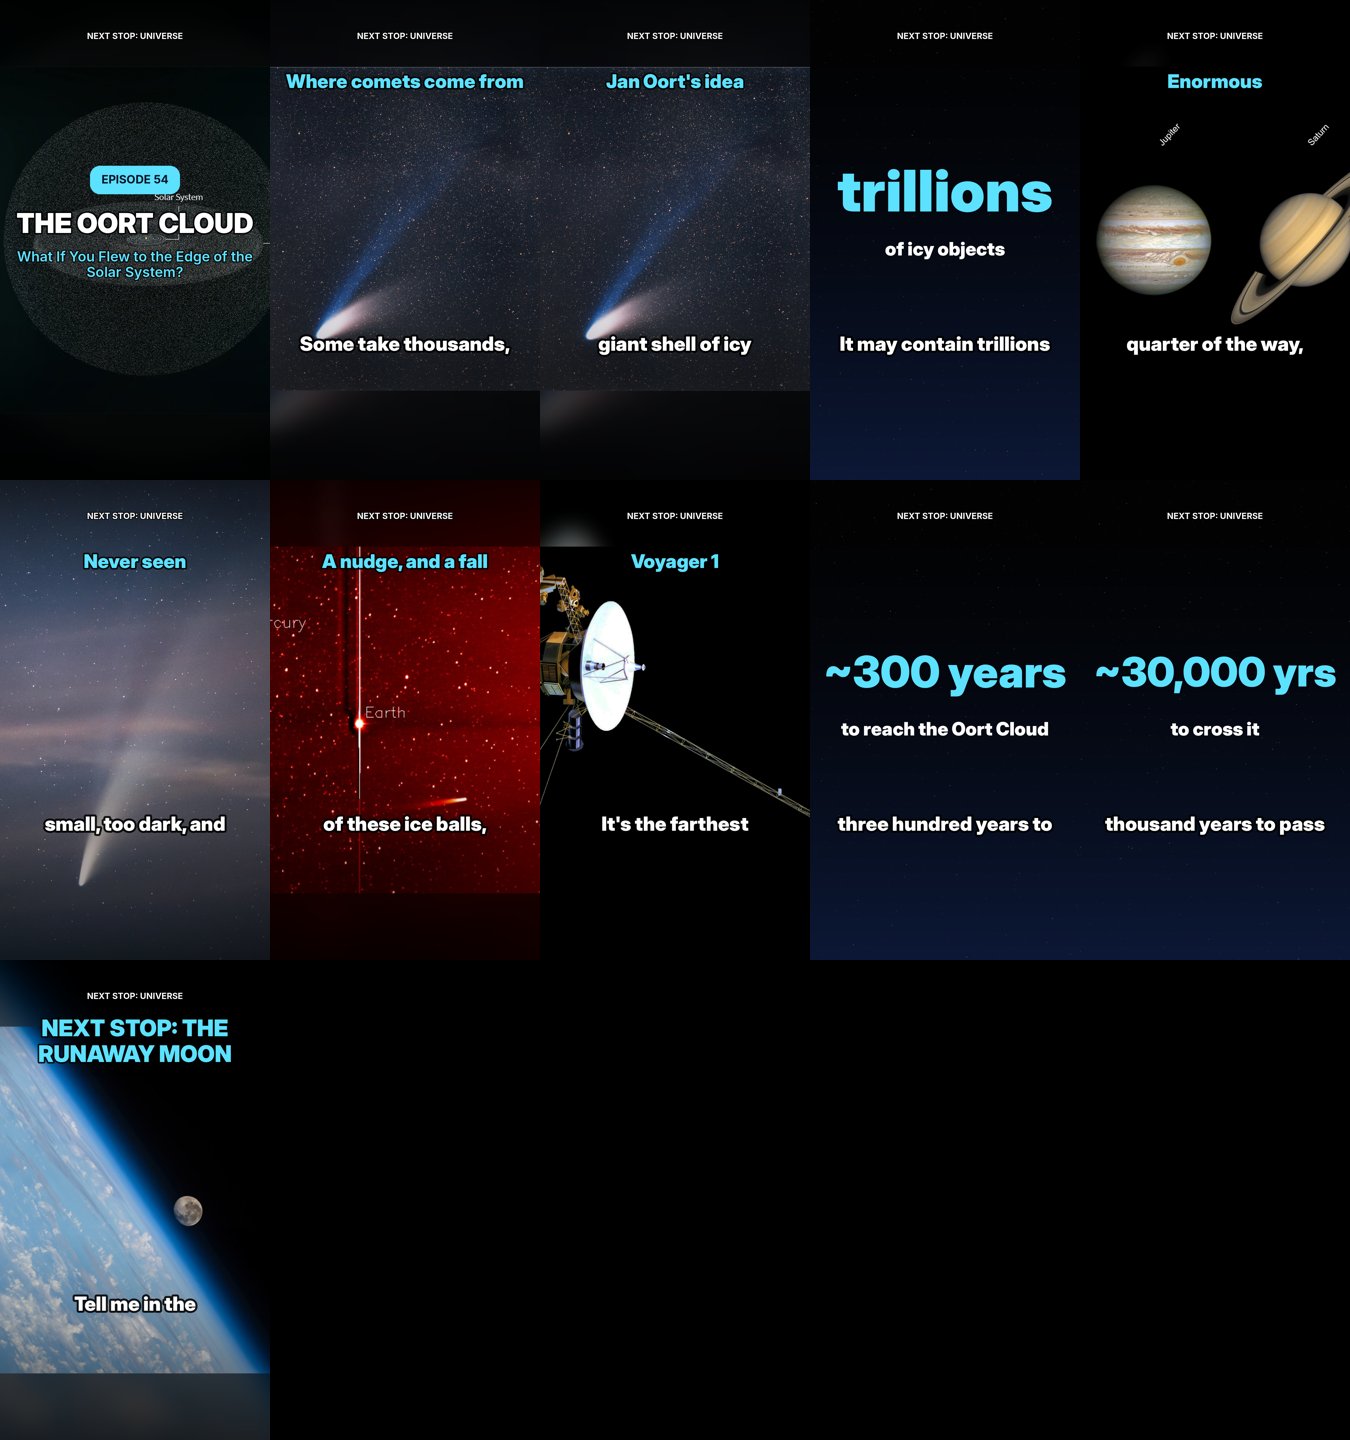 NEXT STOP: UNIVERSE
EPISODE 54
Solar System
THE OORT CLOUD
What If You Flew to the Edge of the
Solar System?
NEXT STOP: UNIVERSE
Where comets come from
Some take thousands,
NEXT STOP: UNIVERSE
Jan Oort's idea
giant shell of icy
NEXT STOP: UNIVERSE
trillions
of icy objects
It may contain trillions
NEXT STOP: UNIVERSE
Enormous
Jupiter
Saturn
quarter of the way,
NEXT STOP: UNIVERSE
Never seen
small, too dark, and
NEXT STOP: UNIVERSE
A nudge, and a fall
rcury
Earth
of these ice balls,
NEXT STOP: UNIVERSE
Voyager 1
It's the farthest
NEXT STOP: UNIVERSE
~300 years
to reach the Oort Cloud
three hundred years to
NEXT STOP: UNIVERSE
~30,000 yrs
to cross it
thousand years to pass
NEXT STOP: UNIVERSE
NEXT STOP: THE
RUNAWAY MOON
Tell me in the